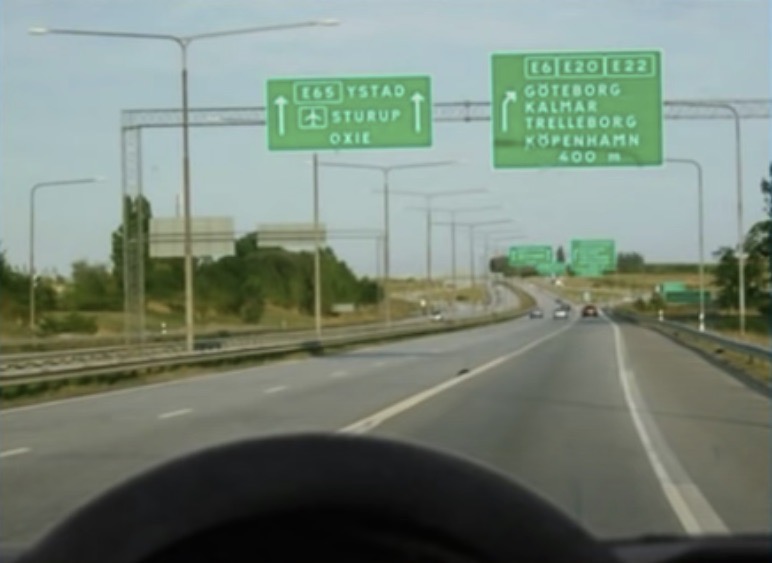 E65 YSTAD
STURUP
OXIE
E6 E20 E22
GÖTEBORG
KALMAR
TRELLEBORG
KÖPENHAMN
400 m